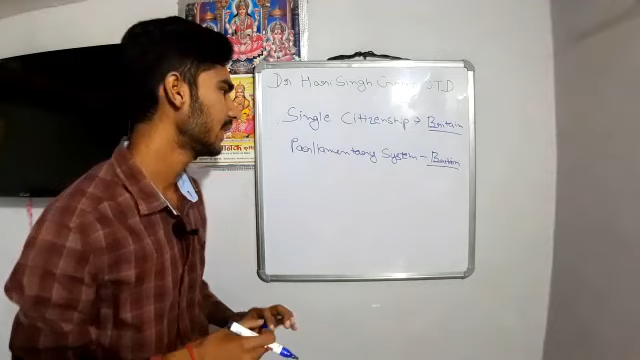 Dr Hari Singh
Single Citizenship → Britain
Parliamentary System - Britain